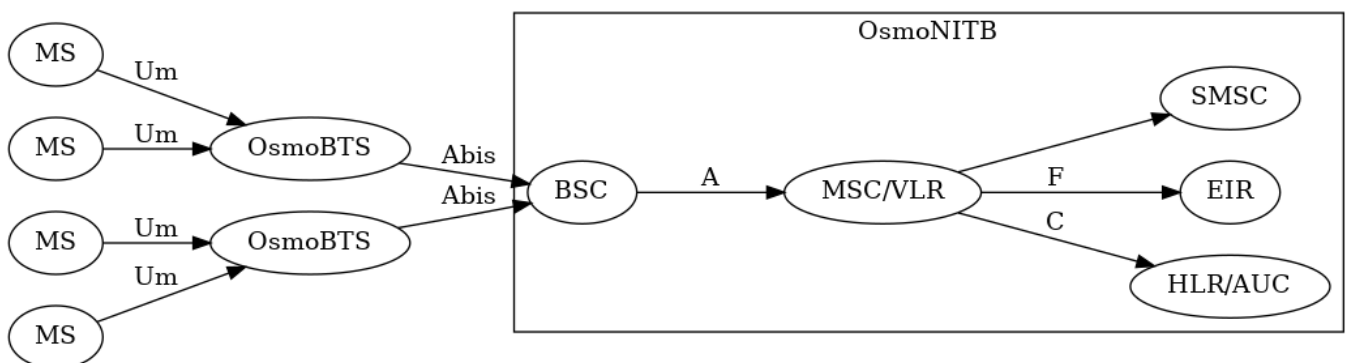 OsmoNITB
MS
Um
SMSC
MS
Um
OsmoBTS
Abis
BSC
A
MSC/VLR
F
EIR
Abis
MS
Um
OsmoBTS
C
HLR/AUC
Um
MS